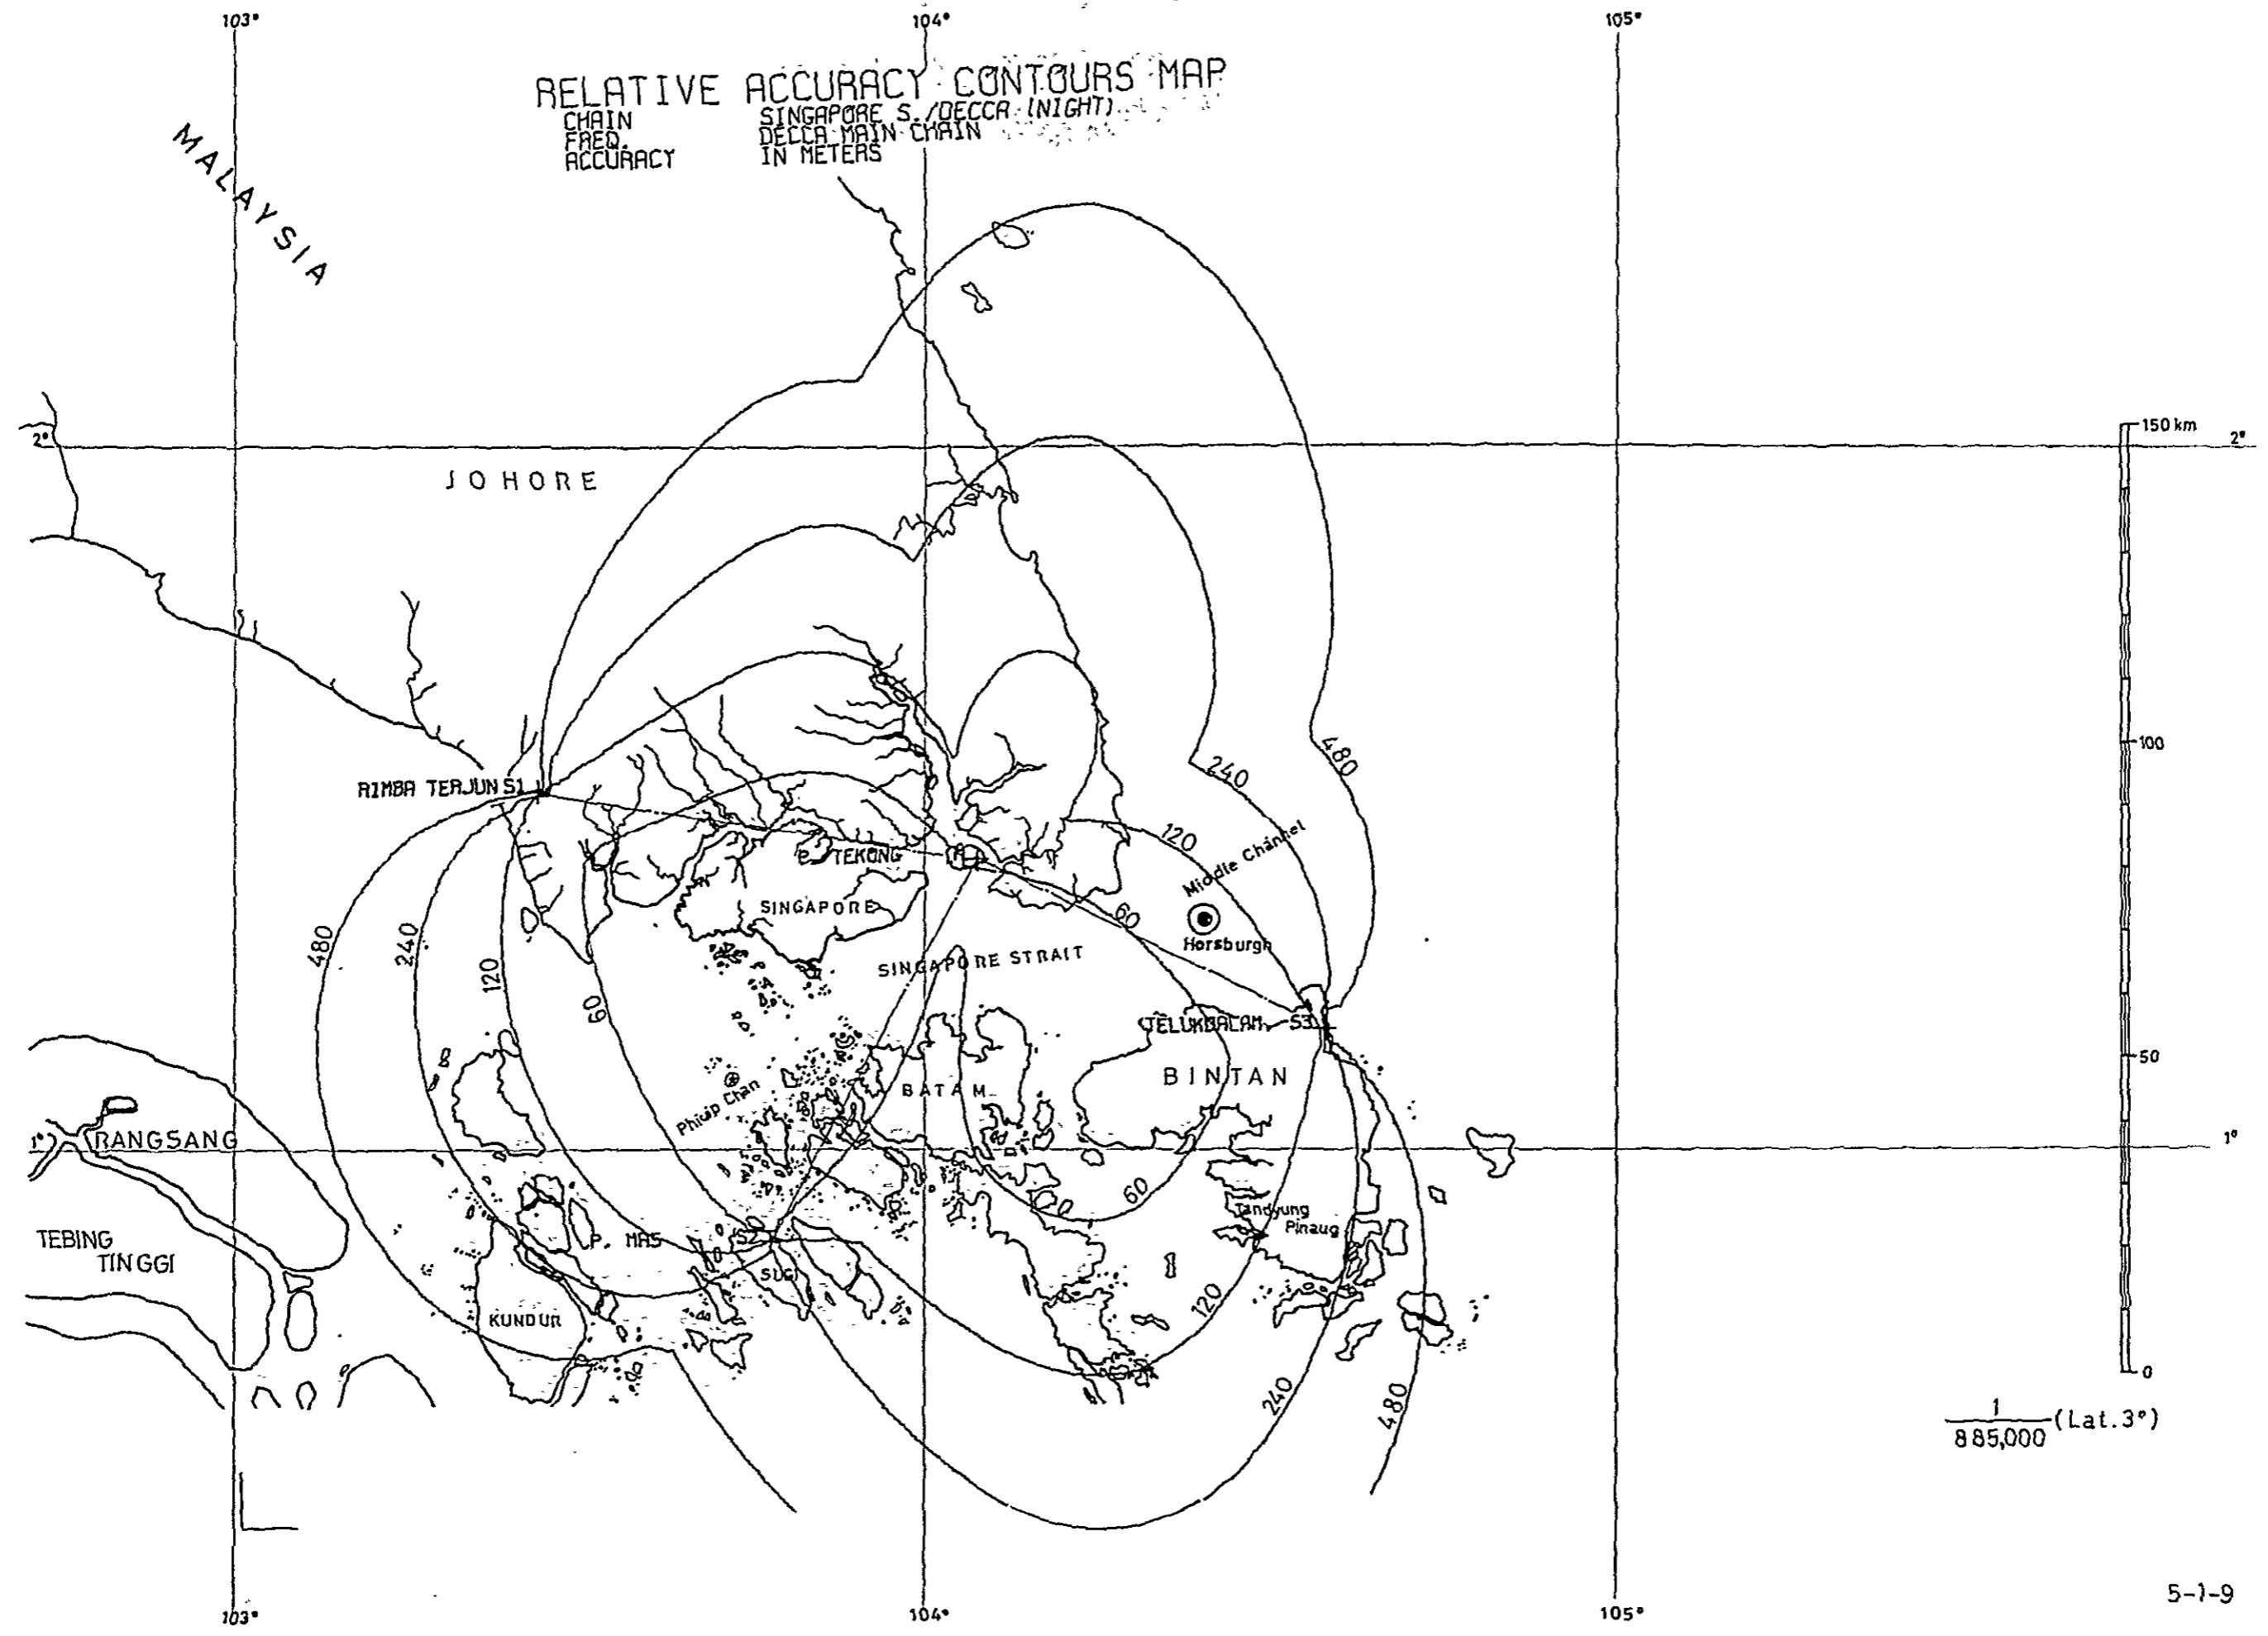 103°
104°
105°
RELATIVE ACCURACY CONTOURS MAP
CHAIN SINGAPORE S./DECCA (NIGHT)
FREQ. DECCA MAIN CHAIN
ACCURACY IN METERS
MALAYSIA
2°
150 km
2°
JOHORE
100
480
240
RIMBA TERJUN S1
120
Middle Channel
P. TEKONG
SINGAPORE
60
Horsburgh
480
240
120
60
SINGAPORE STRAIT
TELUKDALAM S3
50
BATAM
BINTAN
Phillip Chan
1°
RANGSANG
1°
60
Tandyung
Pinaug
TEBING
TINGGI
P. MAS
S2
SUGI
120
KUNDUR
240
480
0
1
885,000
(Lat.3°)
5-1-9
103°
104°
105°